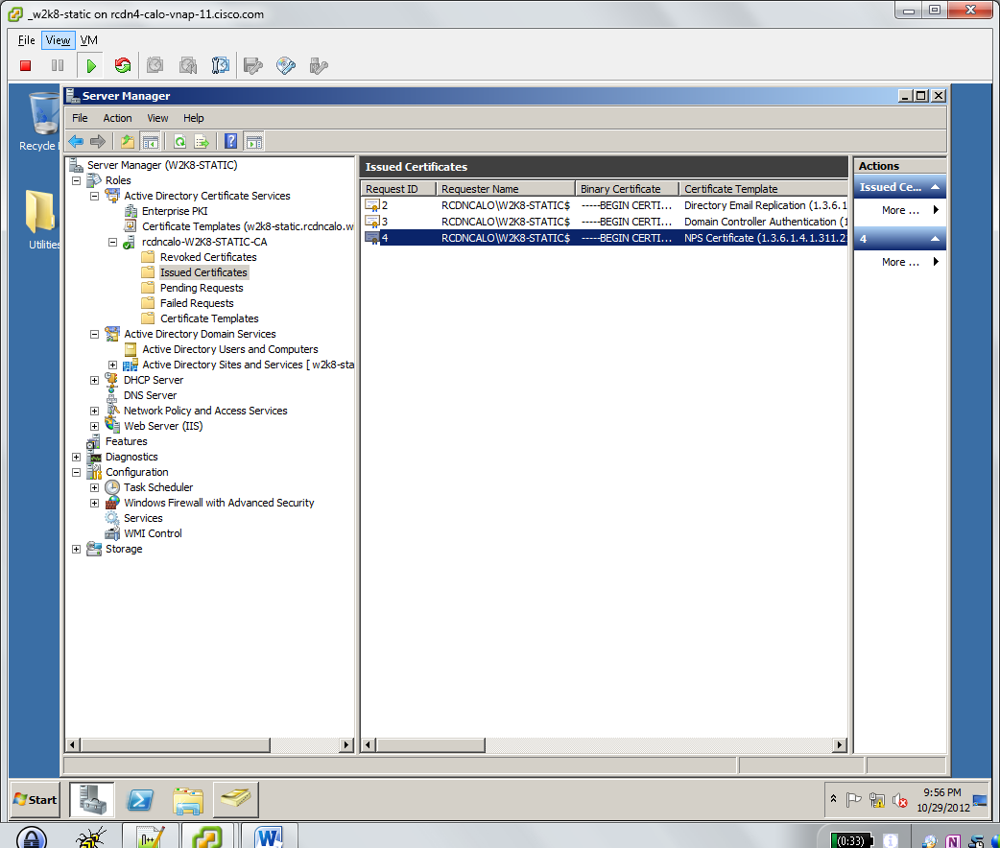 _w2k8-static on rcdn4-calo-vnap-11.cisco.com
File View VM
Recycle
Utilities
Server Manager
File Action View Help
Server Manager (W2K8-STATIC)
Roles
Active Directory Certificate Services
Enterprise PKI
Certificate Templates (w2k8-static.rcdncalo.wi
rcdncalo-W2K8-STATIC-CA
Revoked Certificates
Issued Certificates
Pending Requests
Failed Requests
Certificate Templates
Active Directory Domain Services
Active Directory Users and Computers
Active Directory Sites and Services [ w2k8-sta
DHCP Server
DNS Server
Network Policy and Access Services
Web Server (IIS)
Features
Diagnostics
Configuration
Task Scheduler
Windows Firewall with Advanced Security
Services
WMI Control
Storage
Issued Certificates
Request ID Requester Name Binary Certificate Certificate Template
2 RCDNCALO\W2K8-STATIC$ -----BEGIN CERTI... Directory Email Replication (1.3.6.1
3 RCDNCALO\W2K8-STATIC$ -----BEGIN CERTI... Domain Controller Authentication (1
4 RCDNCALO\W2K8-STATIC$ -----BEGIN CERTI... NPS Certificate (1.3.6.1.4.1.311.2
Actions
Issued Ce...
More ...
4
More ...
Start
9:56 PM
10/29/2012
(0:33)